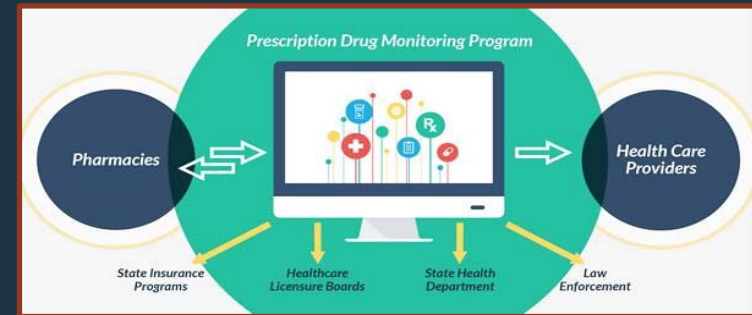 Prescription Drug Monitoring Program
Pharmacies
Rx
Health Care
Providers
State Insurance
Programs
Healthcare
Licensure Boards
State Health
Department
Law
Enforcement